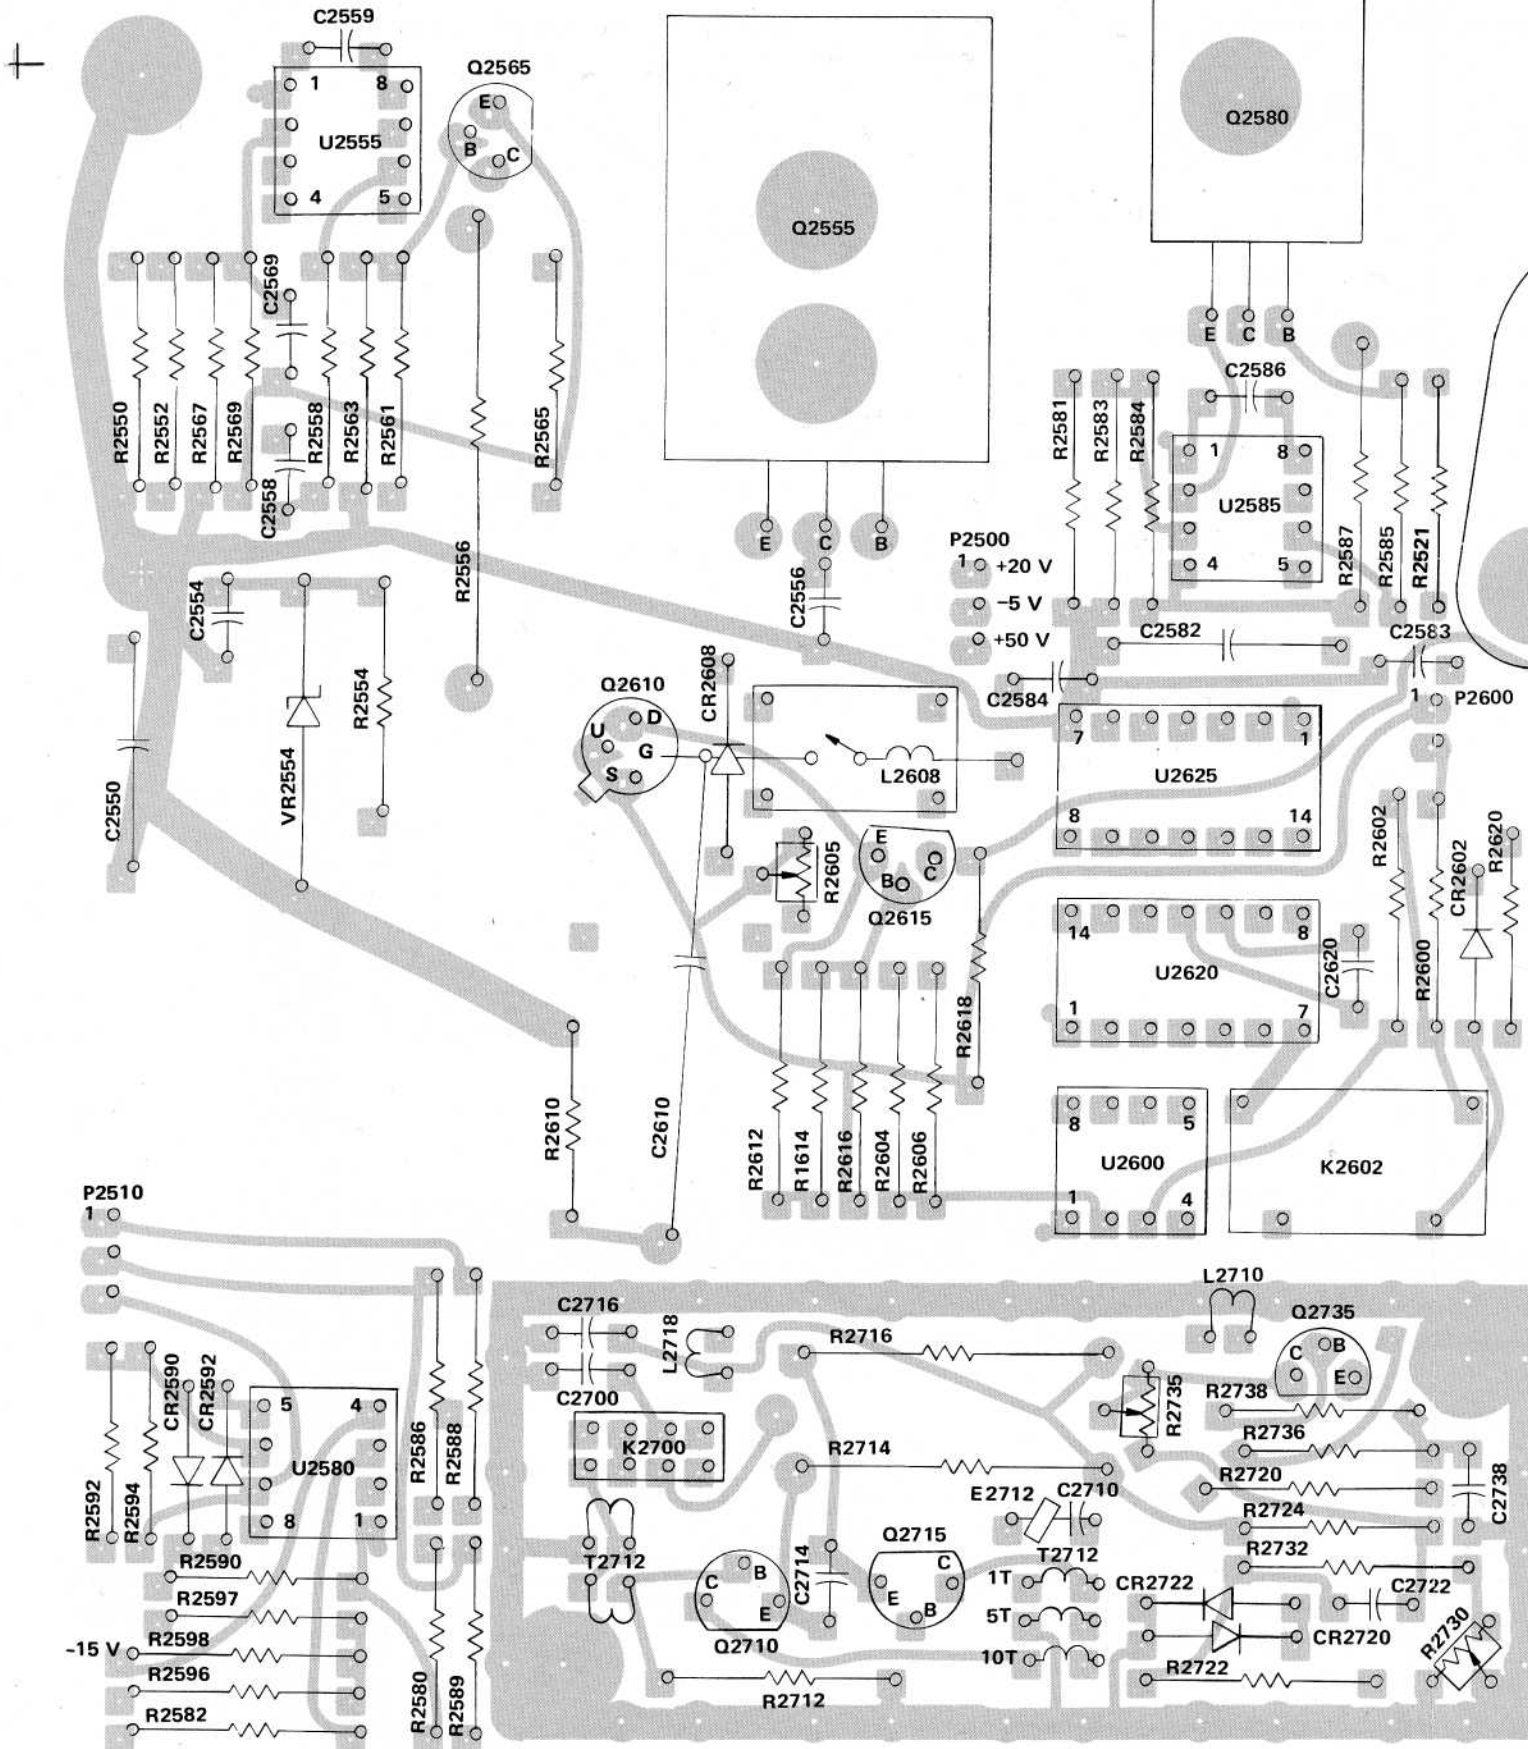 C2559
Q2565
1
8
E
U2555
B
C
4
5
Q2555
Q2580
C2569
E
C
B
C2586
R2550
R2552
R2567
R2569
R2558
R2563
R2561
R2565
C2558
R2556
R2581
R2583
R2584
1
8
U2585
4
5
R2587
R2585
R2521
E
C
B
P2500
1
+20 V
−5 V
+50 V
C2556
C2554
C2582
C2583
C2584
R2554
VR2554
C2550
Q2610
U
D
G
S
CR2608
L2608
7
1
U2625
8
14
1
P2600
R2602
CR2602
R2620
R2605
E
B
C
Q2615
14
8
U2620
1
7
C2620
R2600
R2618
R2610
C2610
R2612
R1614
R2616
R2604
R2606
8
5
U2600
1
4
K2602
P2510
1
L2710
C2716
L2718
R2716
Q2735
C
B
E
C2700
CR2590
CR2592
5
4
U2580
8
1
R2586
R2588
K2700
R2714
R2735
R2738
R2736
R2720
R2724
R2732
C2738
R2592
R2594
E2712
C2710
T2712
C
B
E
Q2710
C2714
Q2715
C
E
B
T2712
1T
5T
10T
CR2722
C2722
CR2720
R2730
R2722
R2712
R2590
R2597
-15 V
R2598
R2596
R2582
R2580
R2589